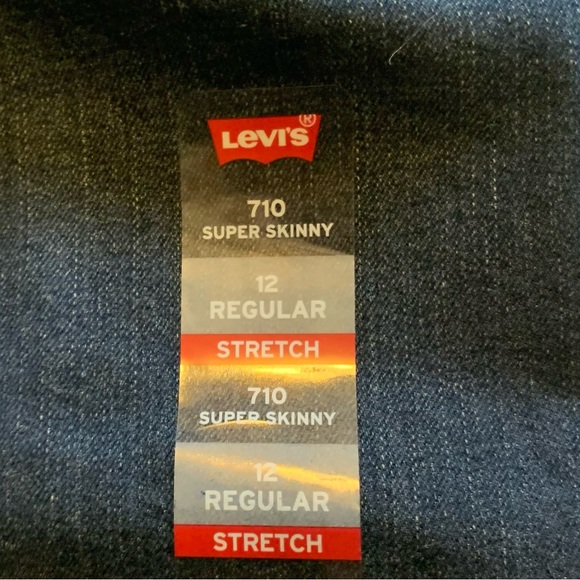 Levi's®
710
SUPER SKINNY
12
REGULAR
STRETCH
710
SUPER SKINNY
12
REGULAR
STRETCH